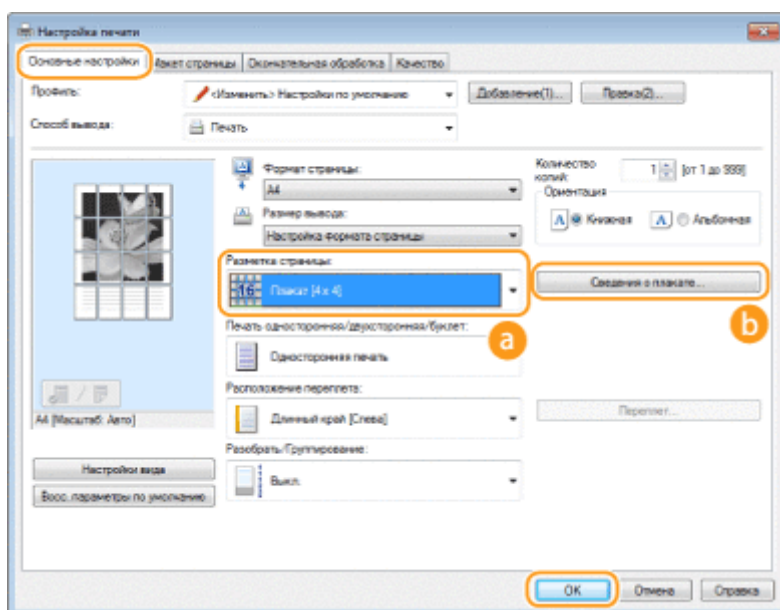 Настройка печати
Основные настройки Макет страницы Окончательная обработка Качество
Профиль: <Изменить> Настройки по умолчанию Добавление(1)... Правка(2)...
Способ вывода: Печать
Формат страницы:
A4
Размер вывода:
Настройка формата страницы
Количество копий: 1 [от 1 до 999]
Ориентация
A Книжная A Альбомная
Разметка страницы:
16 Плакат [4 x 4]
Сведения о плакате...
a
b
Печать односторонняя/двухсторонняя/буклет:
Односторонняя печать
Расположение переплета:
Длинный край [Слева]
Переплет...
A4 [Масштаб: Авто]
Разобрать/Группирование:
Выкл.
Настройки вида
Восс. параметры по умолчанию
OK Отмена Справка